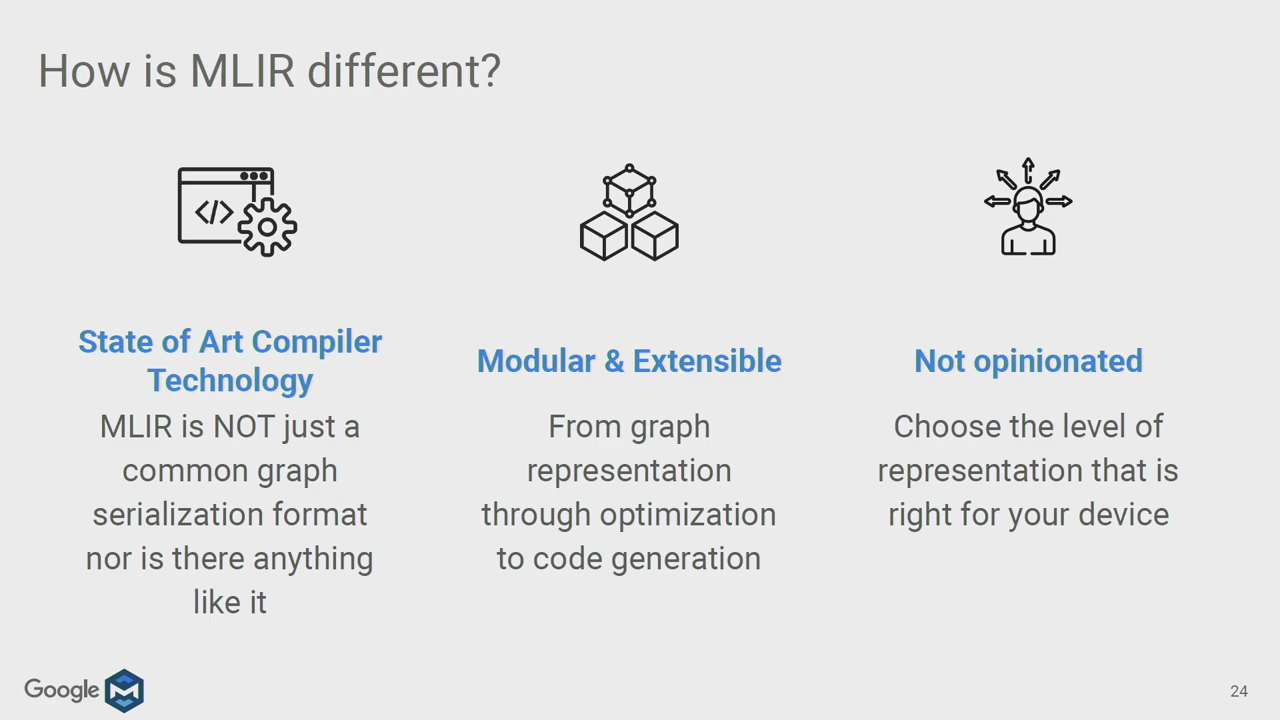 How is MLIR different?
</>
State of Art Compiler
Technology
MLIR is NOT just a
common graph
serialization format
nor is there anything
like it
Modular & Extensible
From graph
representation
through optimization
to code generation
Not opinionated
Choose the level of
representation that is
right for your device
Google
24